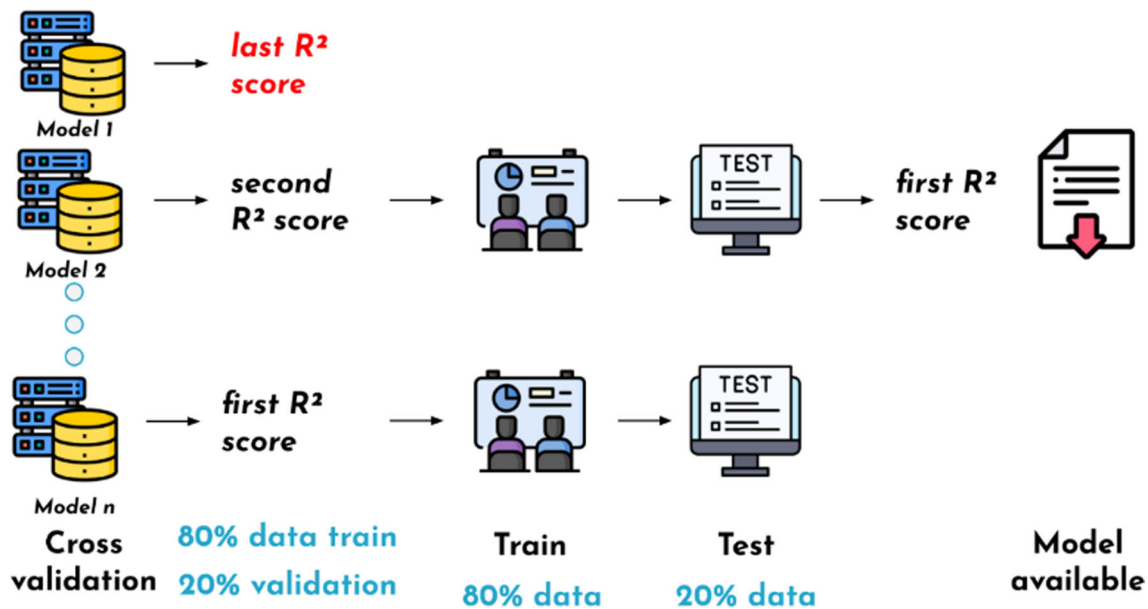 last R²
score
Model 1
second
R² score
TEST
first R²
score
Model 2
first R²
score
TEST
Model n
Cross
validation
80% data train
20% validation
Train
80% data
Test
20% data
Model
available